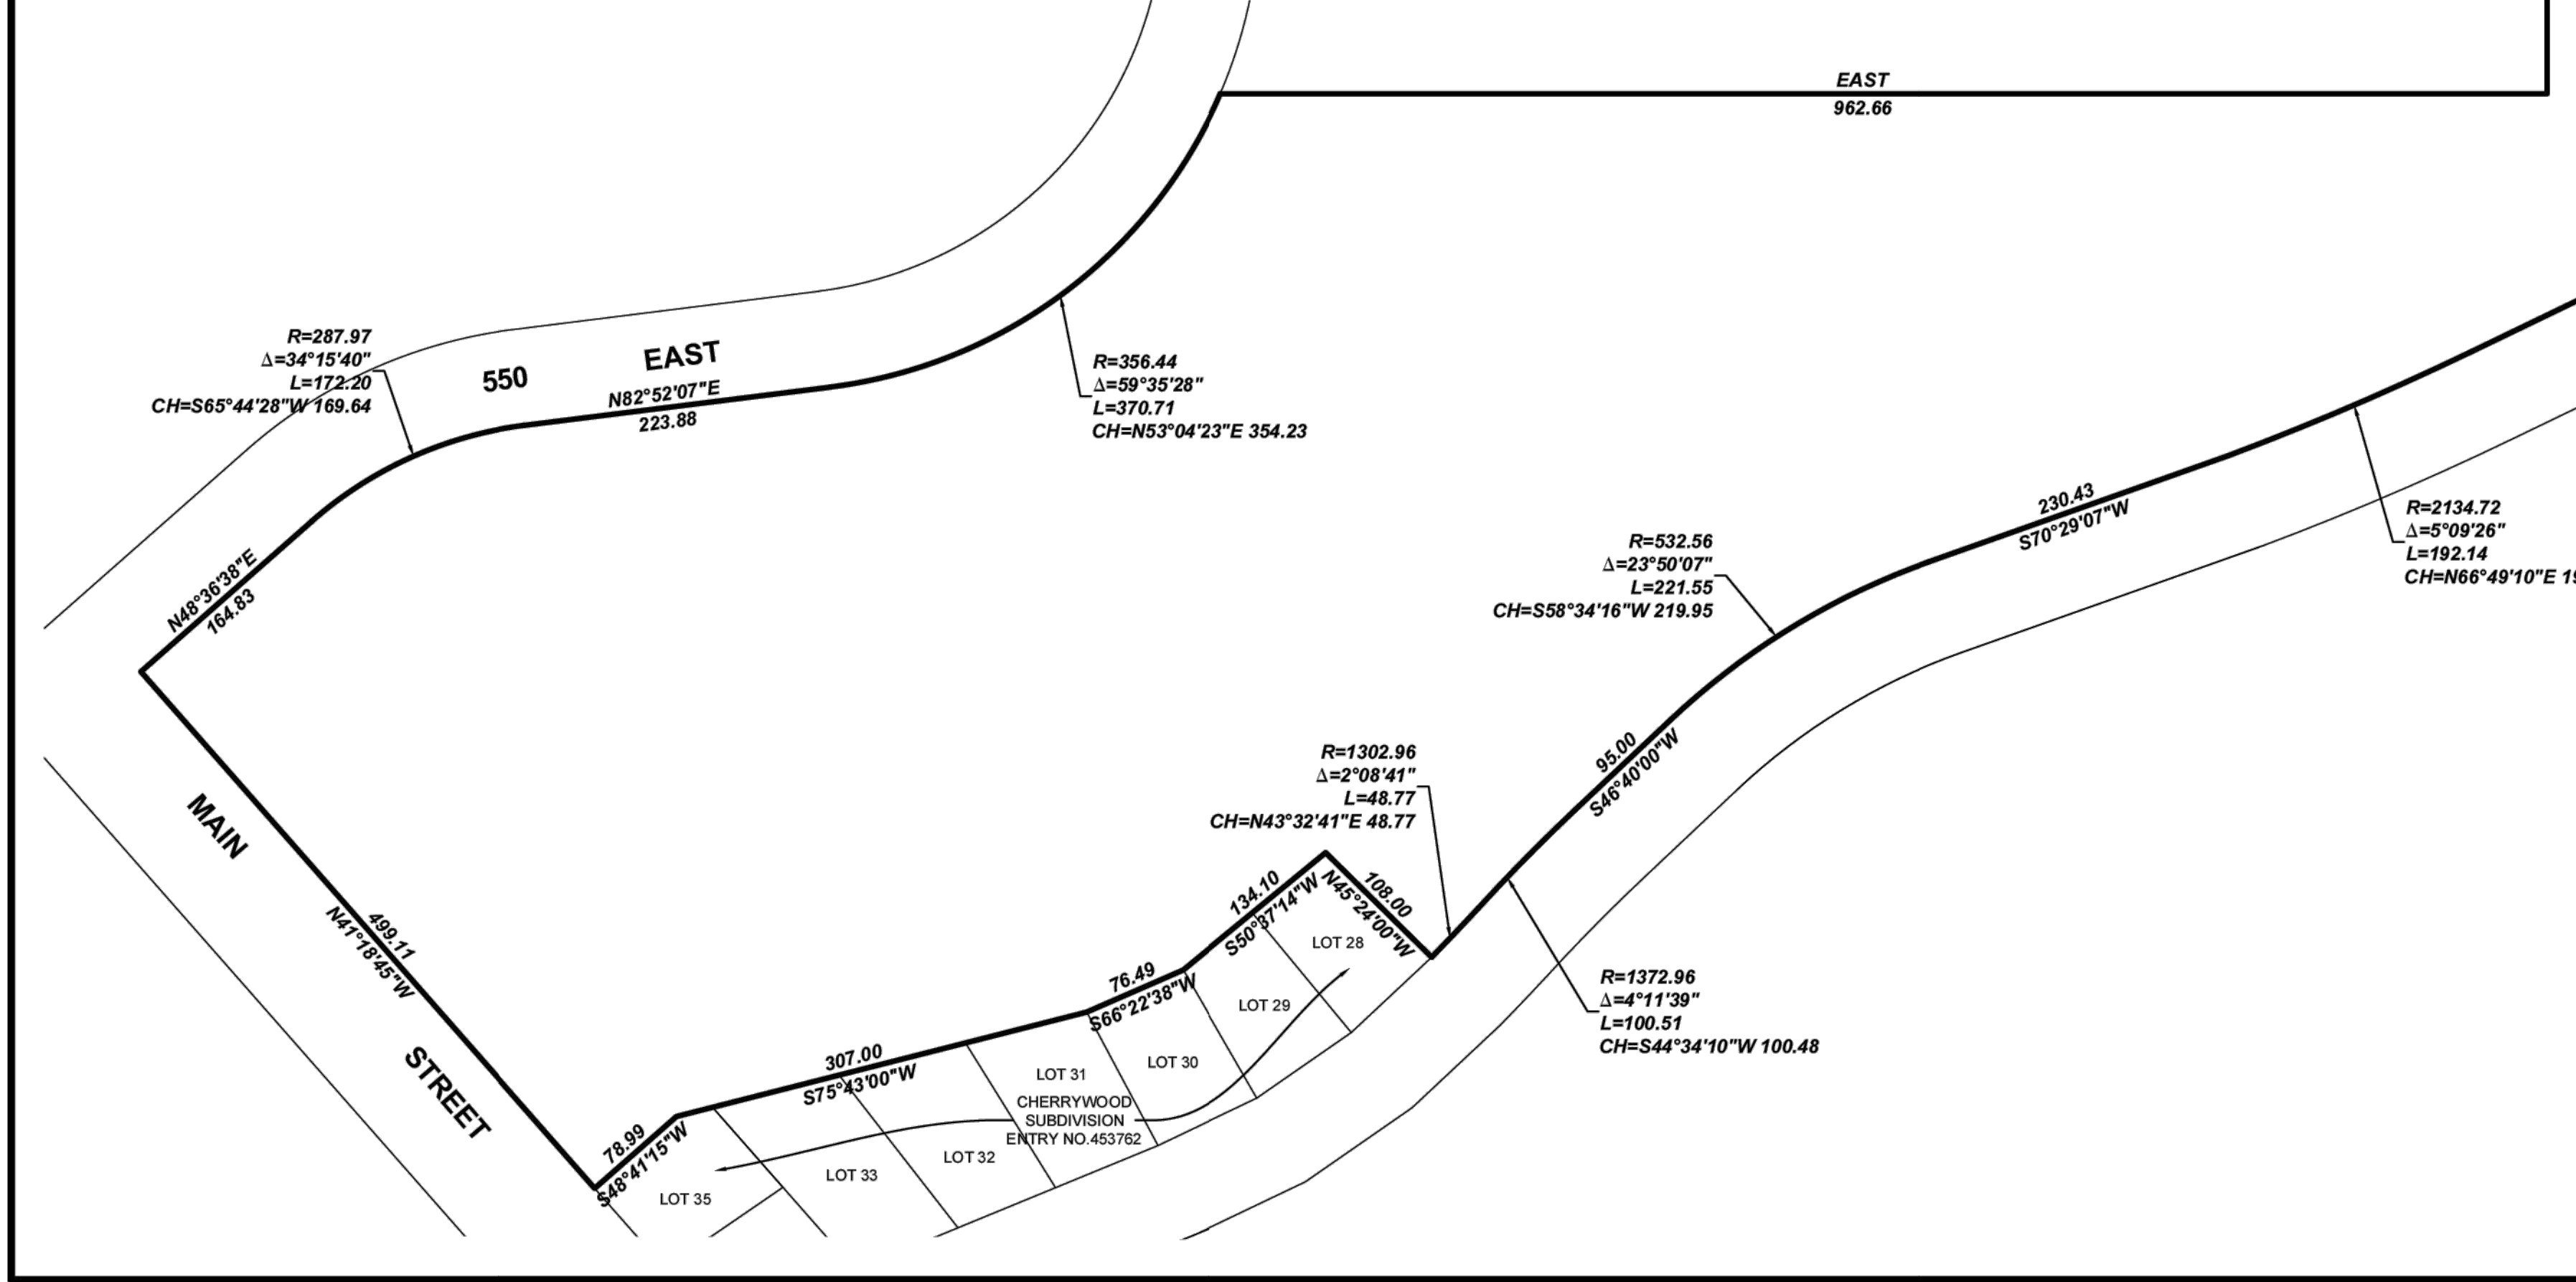 EAST
962.66
R=287.97
Δ=34°15'40"
L=172.20
CH=S65°44'28"W 169.64
550 EAST
N82°52'07"E
223.88
R=356.44
Δ=59°35'28"
L=370.71
CH=N53°04'23"E 354.23
N48°36'38"E
164.83
230.43
S70°29'07"W
R=2134.72
Δ=5°09'26"
L=192.14
CH=N66°49'10"E 19
R=532.56
Δ=23°50'07"
L=221.55
CH=S58°34'16"W 219.95
95.00
S46°40'00"W
R=1302.96
Δ=2°08'41"
L=48.77
CH=N43°32'41"E 48.77
MAIN
STREET
499.11
N41°18'45"W
134.10
S50°37'14"W
108.00
N45°24'00"W
LOT 28
76.49
S66°22'38"W
LOT 29
R=1372.96
Δ=4°11'39"
L=100.51
CH=S44°34'10"W 100.48
307.00
S75°43'00"W
LOT 30
LOT 31
CHERRYWOOD
SUBDIVISION
ENTRY NO.453762
78.99
S48°41'15"W
LOT 32
LOT 33
LOT 35